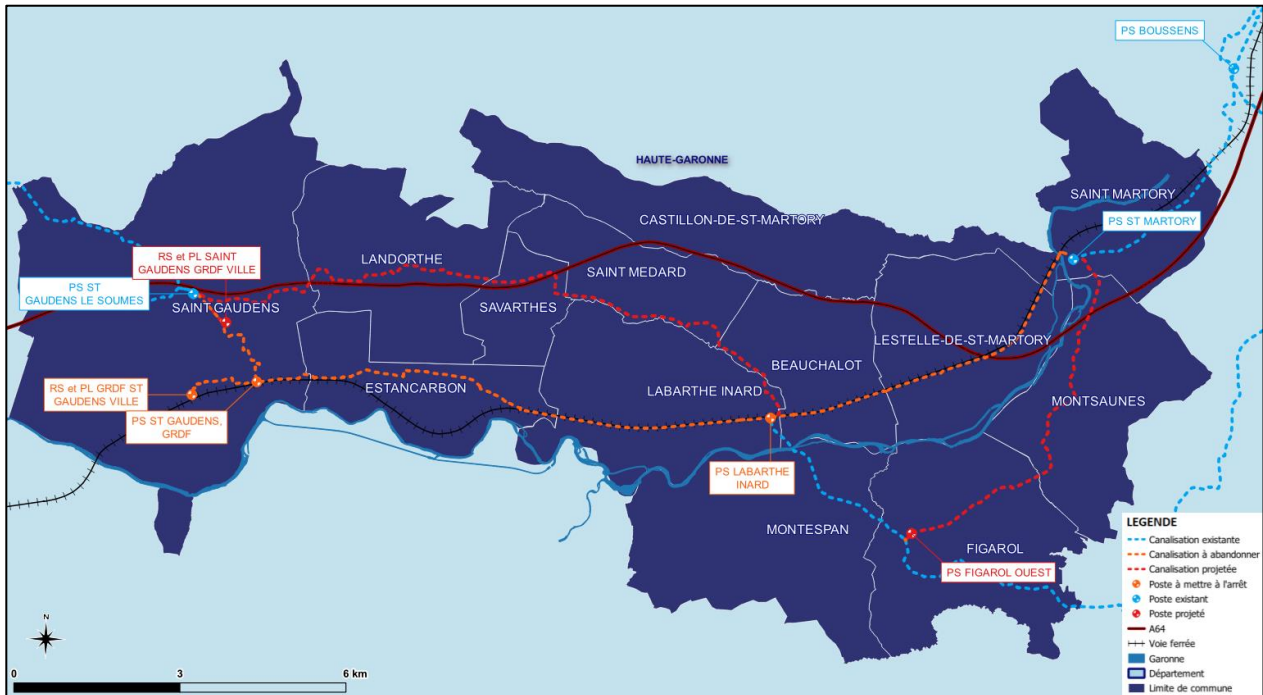 PS BOUSSENS
HAUTE-GARONNE
SAINT MARTORY
CASTILLON-DE-ST-MARTORY
PS ST MARTORY
RS et PL SAINT
GAUDENS GRDF VILLE
LANDORTHE
SAINT MEDARD
PS ST
GAUDENS LE SOUMES
SAINT GAUDENS
SAVARTHES
LESTELLE-DE-ST-MARTORY
BEAUCHALOT
RS et PL GRDF ST
GAUDENS VILLE
ESTANCARBON
LABARTHE INARD
MONTSAUNES
PS ST GAUDENS,
GRDF
PS LABARTHE
INARD
MONTESPAN
FIGAROL
PS FIGAROL OUEST
N
0 3 6 km
LEGENDE
Canalisation existante
Canalisation à abandonner
Canalisation projetée
Poste à mettre à l'arrêt
Poste existant
Poste projeté
A64
Voie ferrée
Garonne
Département
Limite de commune